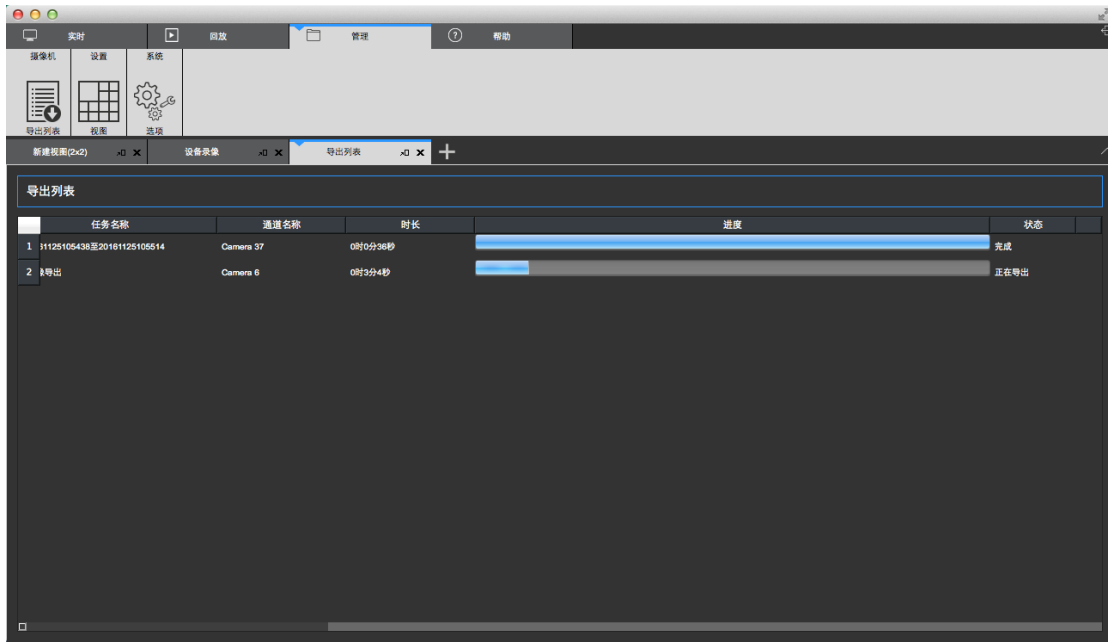 实时 回放 管理 帮助
摄像机 设置 系统
导出列表 视图 选项
新建视图(2x2) 设备录像 导出列表
导出列表
任务名称 通道名称 时长 进度 状态
1 31125105438至20161125105514 Camera 37 0时0分36秒 完成
2 导出 Camera 6 0时3分4秒 正在导出